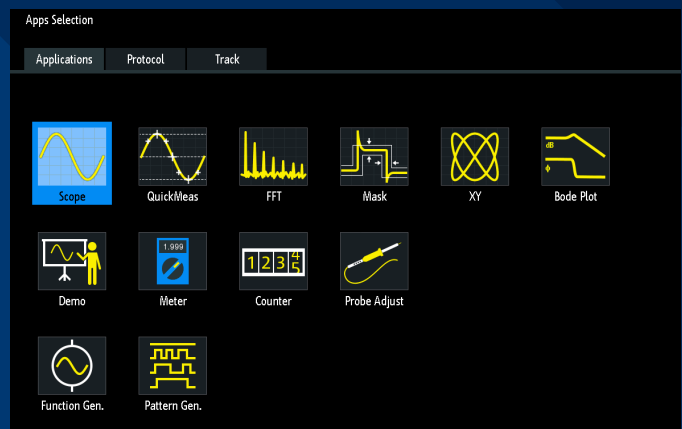 Apps Selection
Applications Protocol Track
Scope QuickMeas FFT Mask XY Bode Plot
dB
ϕ
1.999
1 2 3 4 5
Demo Meter Counter Probe Adjust
Function Gen. Pattern Gen.